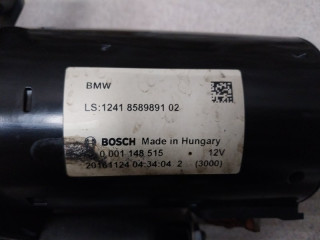 BMW
LS:1241 8589891 02
BOSCH Made in Hungary
0 001 148 515 • 12V
20161124 04:34:04 2 (3000)